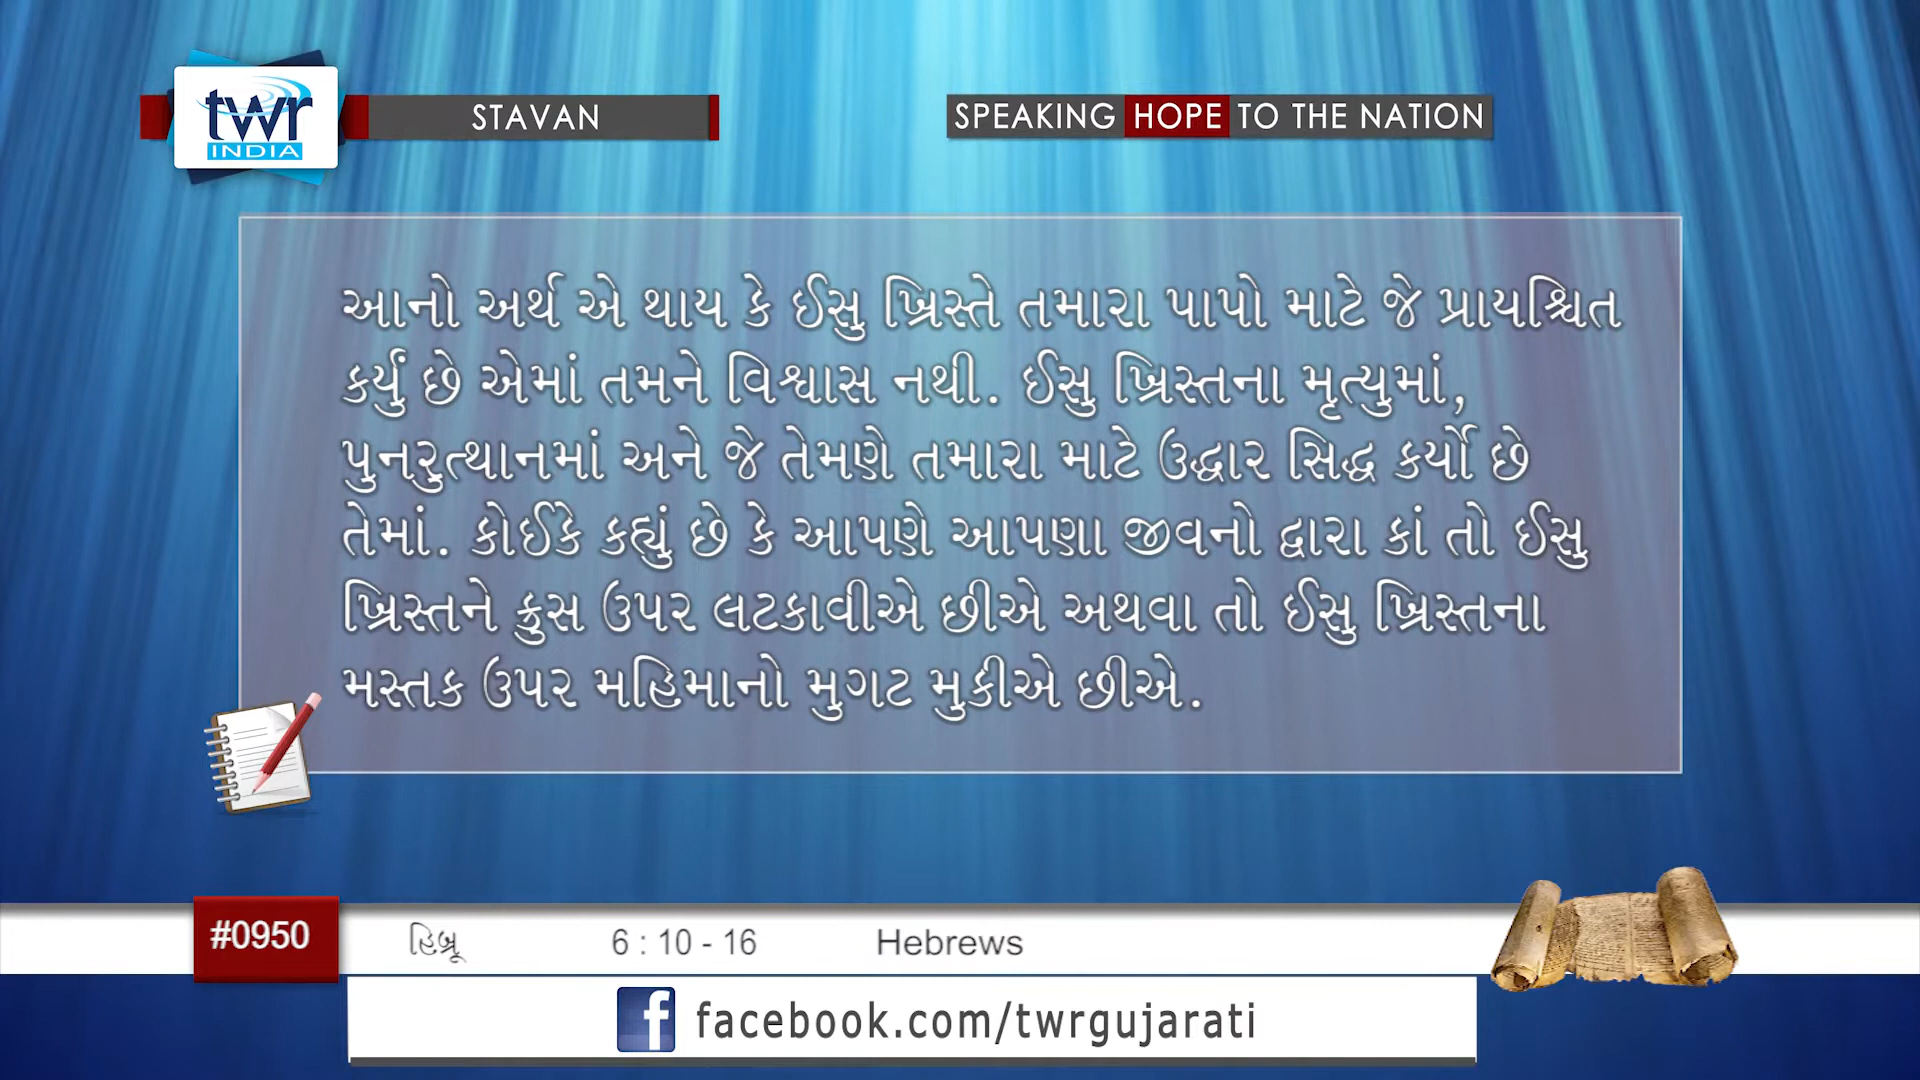 twr
INDIA
STAVAN
SPEAKING HOPE TO THE NATION
આનો અર્થ એ થાય કે ઈસુ ખ્રિસ્તે તમારા પાપો માટે જે પ્રાયશ્ચિત
કર્યું છે એમાં તમને વિશ્વાસ નથી. ઈસુ ખ્રિસ્તના મૃત્યુમાં,
પુનરુત્થાનમાં અને જે તેમણે તમારા માટે ઉદ્ધાર સિદ્ધ કર્યો છે
તેમાં. કોઈકે કહ્યું છે કે આપણે આપણા જીવનો દ્વારા કાં તો ઈસુ
ખ્રિસ્તને ક્રુસ ઉપર લટકાવીએ છીએ અથવા તો ઈસુ ખ્રિસ્તના
મસ્તક ઉપર મહિમાનો મુગટ મુકીએ છીએ.
#0950 હિબ્રૂ 6 : 10 - 16 Hebrews
facebook.com/twrgujarati